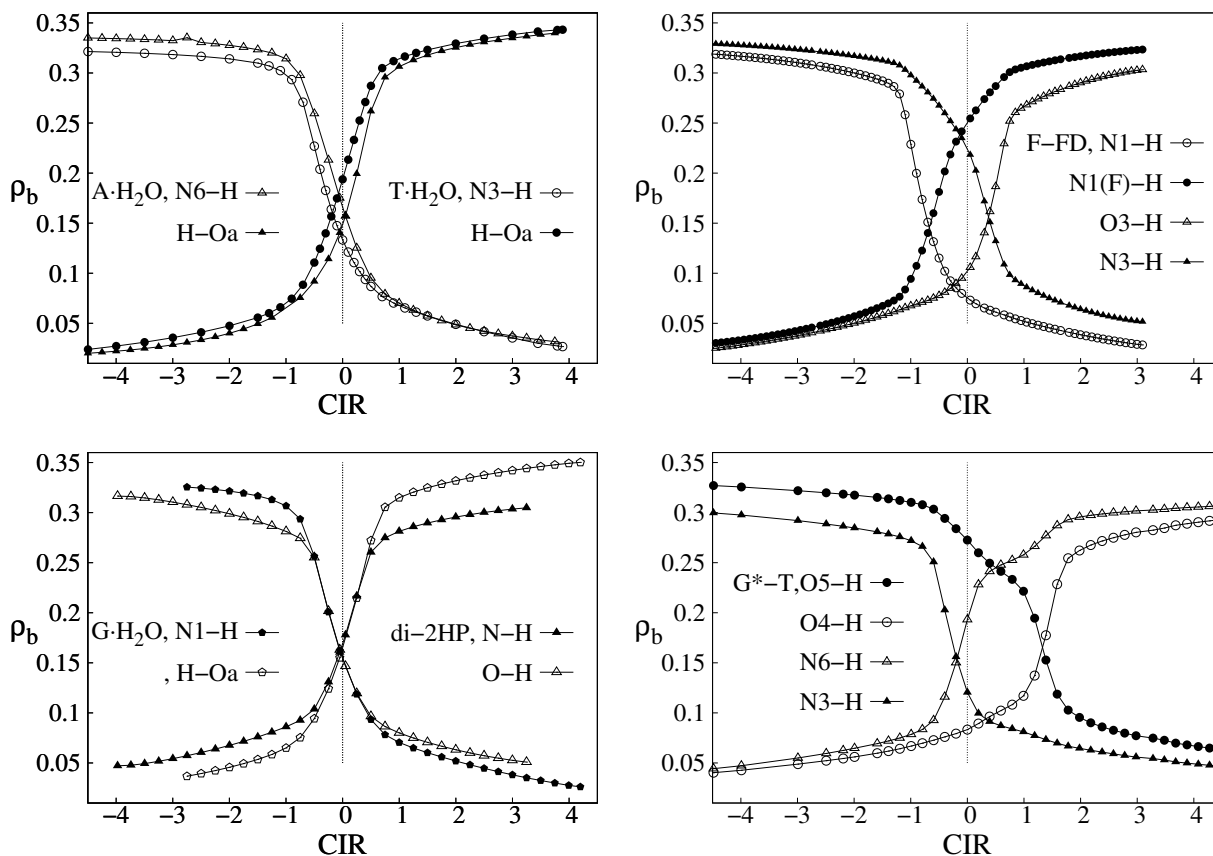 0.35
0.3
0.25
0.2
0.15
0.1
0.05
ρb
A·H2O, N6−H
H−Oa
T·H2O, N3−H
H−Oa
−4 −3 −2 −1 0 1 2 3 4
CIR
0.35
0.3
0.25
0.2
0.15
0.1
0.05
ρb
F−FD, N1−H
N1(F)−H
O3−H
N3−H
−4 −3 −2 −1 0 1 2 3 4
CIR
0.35
0.3
0.25
0.2
0.15
0.1
0.05
ρb
G·H2O, N1−H
, H−Oa
di−2HP, N−H
O−H
−4 −3 −2 −1 0 1 2 3 4
CIR
0.35
0.3
0.25
0.2
0.15
0.1
0.05
ρb
G*−T,O5−H
O4−H
N6−H
N3−H
−4 −3 −2 −1 0 1 2 3 4
CIR